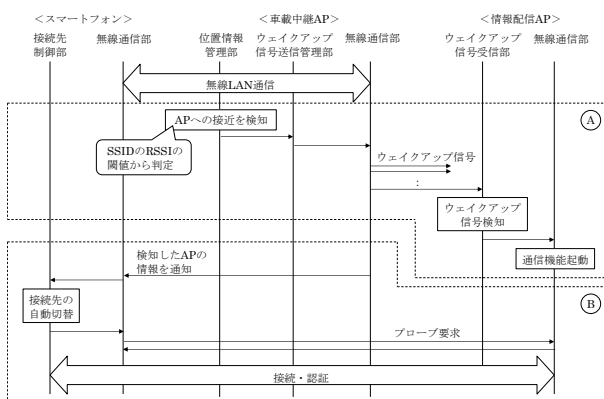 <スマートフォン>
<車載中継AP>
<情報配信AP>
接続先
制御部
無線通信部
位置情報
管理部
ウェイクアップ
信号送信管理部
無線通信部
ウェイクアップ
信号受信部
無線通信部
無線LAN通信
APへの接近を検知
A
SSIDのRSSIの
閾値から判定
ウェイクアップ信号
:
ウェイクアップ
信号検知
通信機能起動
検知したAPの
情報を通知
B
接続先の
自動切替
プローブ要求
接続・認証